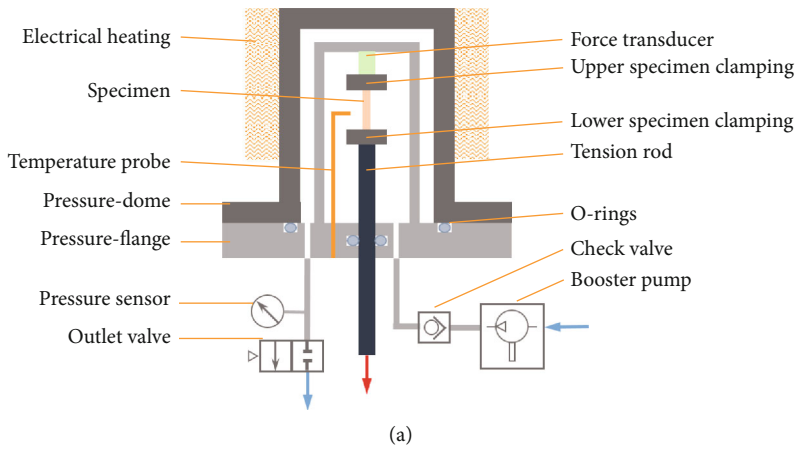 Electrical heating
Specimen
Temperature probe
Pressure-dome
Pressure-flange
Pressure sensor
Outlet valve
Force transducer
Upper specimen clamping
Lower specimen clamping
Tension rod
O-rings
Check valve
Booster pump
(a)